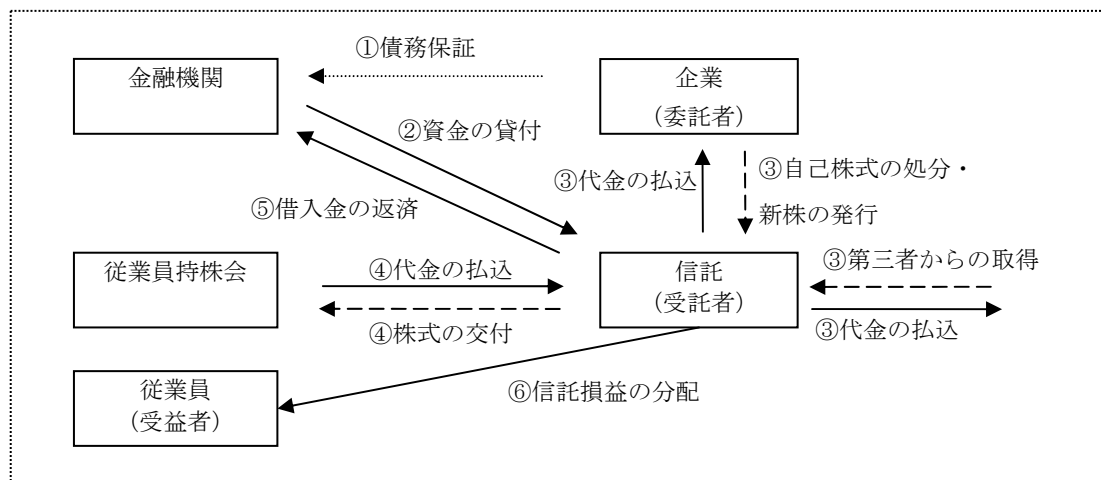 ①債務保証
金融機関
企業
（委託者）
②資金の貸付
③代金の払込
③自己株式の処分・
新株の発行
⑤借入金の返済
従業員持株会
④代金の払込
④株式の交付
信託
（受託者）
③第三者からの取得
③代金の払込
従業員
（受益者）
⑥信託損益の分配